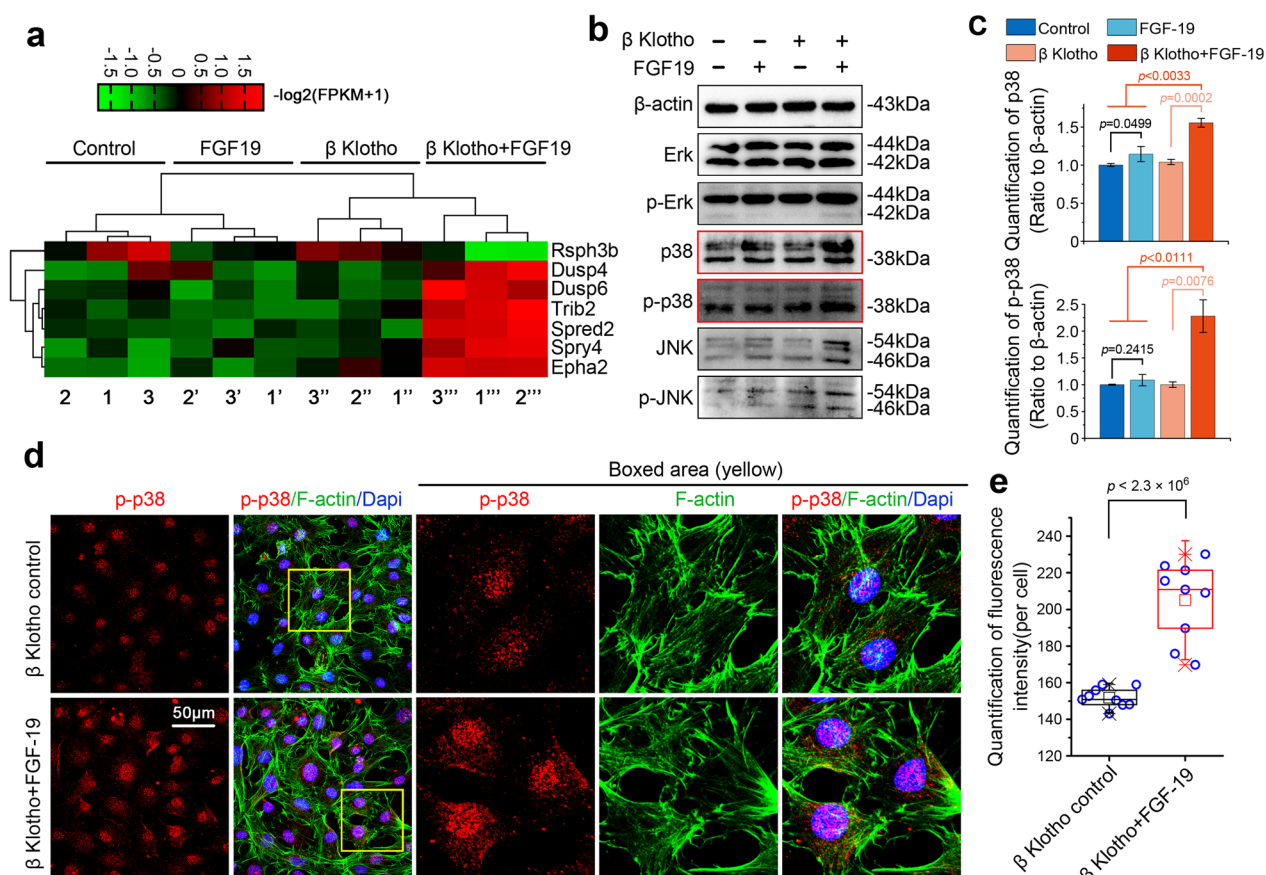 a
-1.5 -1.0 -0.5 0 0.5 1.0 1.5
-log2(FPKM+1)
Control FGF19 β Klotho β Klotho+FGF19
Rsph3b
Dusp4
Dusp6
Trib2
Spred2
Spry4
Epha2
2 1 3 2' 3' 1' 3'' 2'' 1'' 3''' 1''' 2'''
b
β Klotho – – + +
FGF19 – + – +
β-actin -43kDa
Erk -44kDa
-42kDa
p-Erk -44kDa
-42kDa
p38 -38kDa
p-p38 -38kDa
JNK -54kDa
-46kDa
p-JNK -54kDa
-46kDa
c
Control FGF-19
β Klotho β Klotho+FGF-19
Quantification of p38
(Ratio to β-actin)
p<0.0033
p=0.0002
p=0.0499
1.5
1.0
0.5
0
Quantification of p-p38
(Ratio to β-actin)
p<0.0111
p=0.0076
p=0.2415
2.5
2.0
1.5
1.0
0.5
0
d
Boxed area (yellow)
p-p38 p-p38/F-actin/Dapi p-p38 F-actin p-p38/F-actin/Dapi
β Klotho control
β Klotho+FGF-19
50μm
e
p < 2.3 × 10⁶
Quantification of fluorescence
intensity(per cell)
240
220
200
180
160
140
120
β Klotho control
β Klotho+FGF-19